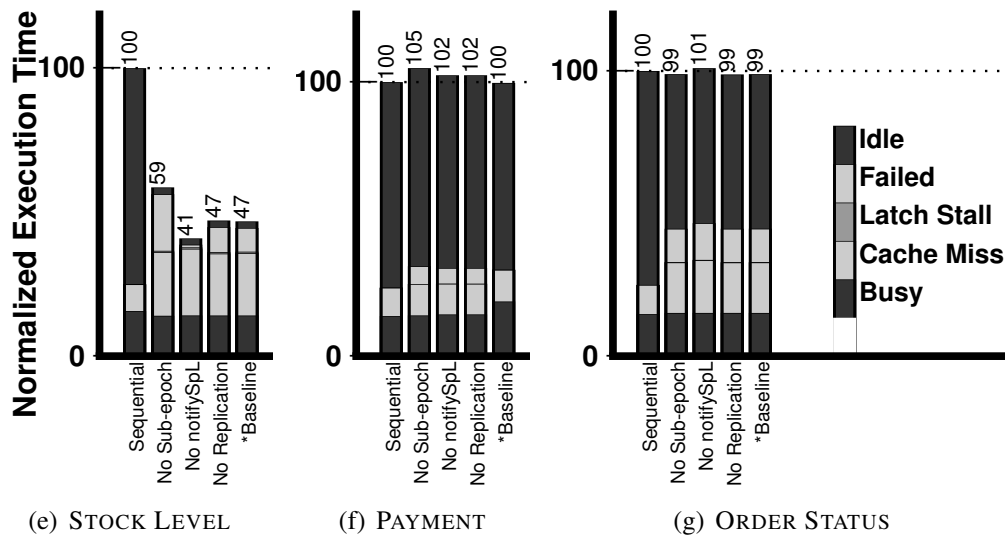 Normalized Execution Time
100
0
100
59
41
47
47
Sequential
No Sub-epoch
No notifySpL
No Replication
*Baseline
(e) STOCK LEVEL
100
0
100
105
102
102
100
Sequential
No Sub-epoch
No notifySpL
No Replication
*Baseline
(f) PAYMENT
100
0
100
99
101
99
99
Sequential
No Sub-epoch
No notifySpL
No Replication
*Baseline
(g) ORDER STATUS
Idle
Failed
Latch Stall
Cache Miss
Busy